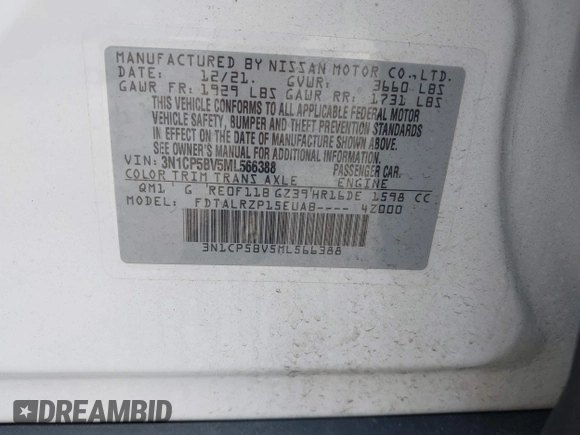 MANUFACTURED BY NISSAN MOTOR CO., LTD.
DATE: 12/21. GVWR: 3660 LBS
GAWR FR: 1929 LBS GAWR RR: 1731 LBS
THIS VEHICLE CONFORMS TO ALL APPLICABLE FEDERAL MOTOR
VEHICLE SAFETY, BUMPER AND THEFT PREVENTION STANDARDS
IN EFFECT ON THE DATE OF MANUFACTURE SHOWN ABOVE.
SEE OWNER'S MANUAL FOR ADDITIONAL INFORMATION.
VIN: 3N1CP5BV5ML566388 PASSENGER CAR.
COLOR TRIM TRANS AXLE ENGINE
QM1 G RE0F11B GZ39 HR16DE 1598 CC
MODEL FDTALRZP15EUAB---- 4Z000
3N1CP5BV5ML566388
DREAMBID